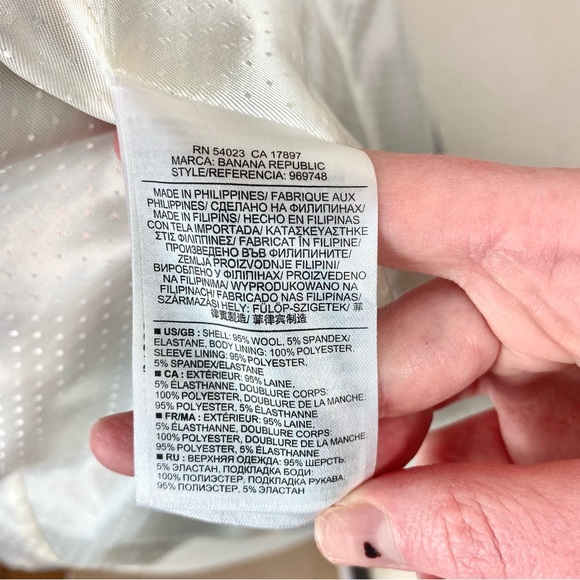 RN 54023 CA 17897
MARCA: BANANA REPUBLIC
STYLE/REFERENCIA: 969748
MADE IN PHILIPPINES/ FABRIQUE AUX
PHILIPPINES/ СДЕЛАНО НА ФИЛИПИНАХ/
MADE IN FILIPINS/ HECHO EN FILIPINAS
CON TELA IMPORTADA/ ΚΑΤΑΣΚΕΥΑΣΤΗΚΕ
ΣΤΙΣ ΦΙΛΙΠΠΙΝΕΣ/ FABRICAT ÎN FILIPINE/
ПРОИЗВЕДЕНО ВЪВ ФИЛИПИНИТЕ/
ZEMLJA PROIZVODNJE FILIPINI/
ВИРОБЛЕНО У ФІЛІПІНАХ/ PROIZVEDENO
NA FILIPINIMA/ WYPRODUKOWANO NA
FILIPINACH/ FABRICADO NAS FILIPINAS/
SZÁRMAZÁSI HELY: FÜLÖP-SZIGETEK/ 菲
律賓製造/ 菲律宾制造
■ US/GB : SHELL: 95% WOOL, 5% SPANDEX/
ELASTANE, BODY LINING: 100% POLYESTER,
SLEEVE LINING: 95% POLYESTER,
5% SPANDEX/ELASTANE
■ CA : EXTÉRIEUR: 95% LAINE,
5% ÉLASTHANNE, DOUBLURE CORPS:
100% POLYESTER, DOUBLURE DE LA MANCHE:
95% POLYESTER, 5% ÉLASTHANNE
■ FR/MA : EXTÉRIEUR: 95% LAINE,
5% ÉLASTHANNE, DOUBLURE CORPS:
100% POLYESTER, DOUBLURE DE LA MANCHE:
95% POLYESTER, 5% ÉLASTHANNE
■ RU : ВЕРХНЯЯ ОДЕЖДА: 95% ШЕРСТЬ,
5% ЭЛАСТАН, ПОДКЛАДКА БОДИ:
100% ПОЛИЭСТЕР, ПОДКЛАДКА РУКАВА:
95% ПОЛИЭСТЕР, 5% ЭЛАСТАН